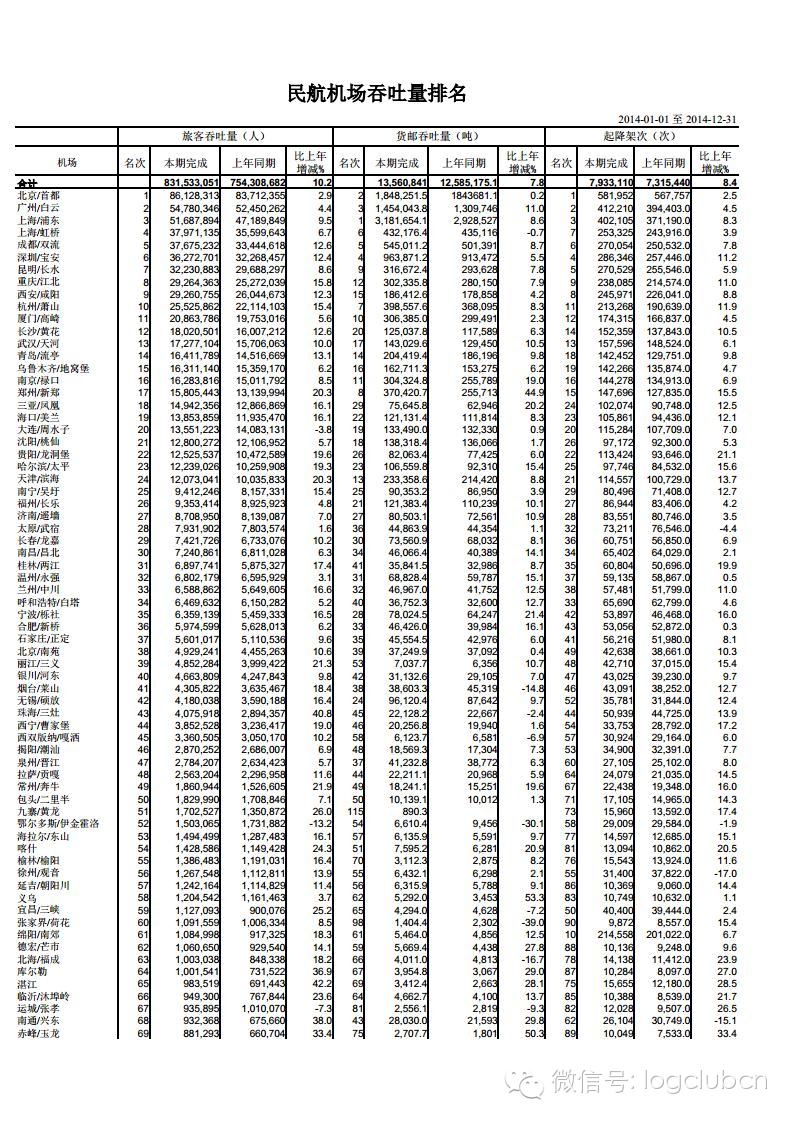 民航机场吞吐量排名
2014-01-01 至 2014-12-31
旅客吞吐量（人） 货邮吞吐量（吨） 起降架次（次）
机场 名次 本期完成 上年同期 比上年增减% 名次 本期完成 上年同期 比上年增减% 名次 本期完成 上年同期 比上年增减%
合计 831,533,051 754,308,682 10.2 13,560,841 12,585,175.1 7.8 7,933,110 7,315,440 8.4
北京/首都 1 86,128,313 83,712,355 2.9 2 1,848,251.5 1843681.1 0.2 1 581,952 567,757 2.5
广州/白云 2 54,780,346 52,450,262 4.4 3 1,454,043.8 1,309,746 11.0 2 412,210 394,403.0 4.5
上海/浦东 3 51,687,894 47,189,849 9.5 1 3,181,654.1 2,928,527 8.6 3 402,105 371,190.0 8.3
上海/虹桥 4 37,971,135 35,599,643 6.7 6 432,176.4 435,116 -0.7 7 253,325 243,916.0 3.9
成都/双流 5 37,675,232 33,444,618 12.6 5 545,011.2 501,391 8.7 6 270,054 250,532.0 7.8
深圳/宝安 6 36,272,701 32,268,457 12.4 4 963,871.2 913,472 5.5 4 286,346 257,446.0 11.2
昆明/长水 7 32,230,883 29,688,297 8.6 9 316,672.4 293,628 7.8 5 270,529 255,546.0 5.9
重庆/江北 8 29,264,363 25,272,039 15.8 12 302,335.8 280,150 7.9 9 238,085 214,574.0 11.0
西安/咸阳 9 29,260,755 26,044,673 12.3 15 186,412.6 178,858 4.2 8 245,971 226,041.0 8.8
杭州/萧山 10 25,525,862 22,114,103 15.4 7 398,557.6 368,095 8.3 11 213,268 190,639.0 11.9
厦门/高崎 11 20,863,786 19,753,016 5.6 10 306,385.0 299,491 2.3 12 174,315 166,837.0 4.5
长沙/黄花 12 18,020,501 16,007,212 12.6 20 125,037.8 117,589 6.3 14 152,359 137,843.0 10.5
武汉/天河 13 17,277,104 15,706,063 10.0 17 143,029.6 129,450 10.5 13 157,596 148,524.0 6.1
青岛/流亭 14 16,411,789 14,516,669 13.1 14 204,419.4 186,196 9.8 18 142,452 129,751.0 9.8
乌鲁木齐/地窝堡 15 16,311,140 15,359,170 6.2 16 162,711.3 153,275 6.2 19 142,266 135,874.0 4.7
南京/禄口 16 16,283,816 15,011,792 8.5 11 304,324.8 255,789 19.0 16 144,278 134,913.0 6.9
郑州/新郑 17 15,805,443 13,139,994 20.3 8 370,420.7 255,713 44.9 15 147,696 127,835.0 15.5
三亚/凤凰 18 14,942,356 12,866,869 16.1 29 75,645.8 62,946 20.2 24 102,074 90,748.0 12.5
海口/美兰 19 13,853,859 11,935,470 16.1 22 121,131.4 111,814 8.3 23 105,861 94,436.0 12.1
大连/周水子 20 13,551,223 14,083,131 -3.8 19 133,490.0 132,330 0.9 20 115,284 107,709.0 7.0
沈阳/桃仙 21 12,800,272 12,106,952 5.7 18 138,318.4 136,066 1.7 26 97,172 92,300.0 5.3
贵阳/龙洞堡 22 12,525,537 10,472,589 19.6 26 82,063.4 77,425 6.0 22 113,424 93,646.0 21.1
哈尔滨/太平 23 12,239,026 10,259,908 19.3 23 106,559.8 92,310 15.4 25 97,746 84,532.0 15.6
天津/滨海 24 12,073,041 10,035,833 20.3 13 233,358.6 214,420 8.8 21 114,557 100,729.0 13.7
南宁/吴圩 25 9,412,246 8,157,331 15.4 25 90,353.2 86,950 3.9 29 80,496 71,408.0 12.7
福州/长乐 26 9,353,414 8,925,923 4.8 21 121,383.4 110,239 10.1 27 86,944 83,406.0 4.2
济南/遥墙 27 8,708,950 8,139,087 7.0 27 80,503.1 72,561 10.9 28 83,551 80,746.0 3.5
太原/武宿 28 7,931,902 7,803,574 1.6 36 44,863.9 44,354 1.1 32 73,211 76,546.0 -4.4
长春/龙嘉 29 7,421,726 6,733,076 10.2 30 73,560.9 68,032 8.1 36 60,751 56,850.0 6.9
南昌/昌北 30 7,240,861 6,811,028 6.3 34 46,066.4 40,389 14.1 34 65,402 64,029.0 2.1
桂林/两江 31 6,897,741 5,875,327 17.4 41 35,841.5 32,986 8.7 35 60,804 50,696.0 19.9
温州/永强 32 6,802,179 6,595,929 3.1 31 68,828.4 59,787 15.1 37 59,135 58,867.0 0.5
兰州/中川 33 6,588,862 5,649,605 16.6 32 46,967.0 41,752 12.5 38 57,481 51,799.0 11.0
呼和浩特/白塔 34 6,469,632 6,150,282 5.2 40 36,752.3 32,600 12.7 33 65,690 62,799.0 4.6
宁波/栎社 35 6,359,139 5,459,333 16.5 28 78,024.5 64,247 21.4 42 53,897 46,468.0 16.0
合肥/新桥 36 5,974,599 5,628,013 6.2 33 46,426.0 39,984 16.1 43 53,056 52,872.0 0.3
石家庄/正定 37 5,601,017 5,110,536 9.6 35 45,554.5 42,976 6.0 41 56,216 51,980.0 8.1
北京/南苑 38 4,929,241 4,455,263 10.6 39 37,249.9 37,092 0.4 49 42,638 38,661.0 10.3
丽江/三义 39 4,852,284 3,999,422 21.3 53 7,037.7 6,356 10.7 48 42,710 37,015.0 15.4
银川/河东 40 4,663,809 4,247,843 9.8 42 31,132.6 29,105 7.0 47 43,025 39,230.0 9.7
烟台/莱山 41 4,305,822 3,635,467 18.4 38 38,603.3 45,319 -14.8 46 43,091 38,252.0 12.7
无锡/硕放 42 4,180,038 3,590,188 16.4 24 96,120.4 87,642 9.7 52 35,781 31,844.0 12.4
珠海/三灶 43 4,075,918 2,894,357 40.8 45 22,128.2 22,667 -2.4 44 50,939 44,725.0 13.9
西宁/曹家堡 44 3,852,528 3,236,417 19.0 46 20,256.8 19,940 1.6 54 33,753 28,792.0 17.2
西双版纳/嘎洒 45 3,360,505 3,050,170 10.2 58 6,123.7 6,581 -6.9 57 30,924 29,164.0 6.0
揭阳/潮汕 46 2,870,252 2,686,007 6.9 48 18,569.3 17,304 7.3 53 34,900 32,391.0 7.7
泉州/晋江 47 2,784,207 2,634,423 5.7 37 41,232.8 38,772 6.3 60 27,105 25,102.0 8.0
拉萨/贡嘎 48 2,563,204 2,296,958 11.6 44 22,211.1 20,968 5.9 64 24,079 21,035.0 14.5
常州/奔牛 49 1,860,944 1,526,605 21.9 49 18,241.1 15,251 19.6 67 22,438 19,348.0 16.0
包头/二里半 50 1,829,990 1,708,846 7.1 50 10,139.1 10,012 1.3 71 17,105 14,965.0 14.3
九寨/黄龙 51 1,702,527 1,350,872 26.0 115 890.3 73 15,960 13,592.0 17.4
鄂尔多斯/伊金霍洛 52 1,503,065 1,731,882 -13.2 54 6,610.4 9,456 -30.1 58 29,009 29,584.0 -1.9
海拉尔/东山 53 1,494,499 1,287,483 16.1 57 6,135.9 5,591 9.7 77 14,597 12,685.0 15.1
喀什 54 1,428,586 1,149,428 24.3 51 7,595.2 6,281 20.9 81 13,094 10,862.0 20.5
榆林/榆阳 55 1,386,483 1,191,031 16.4 70 3,112.3 2,875 8.2 76 15,543 13,924.0 11.6
徐州/观音 56 1,267,548 1,112,811 13.9 55 6,432.1 6,298 2.1 55 31,400 37,822.0 -17.0
延吉/朝阳川 57 1,242,164 1,114,829 11.4 56 6,315.9 5,788 9.1 86 10,369 9,060.0 14.4
义乌 58 1,204,542 1,161,463 3.7 62 5,292.0 3,453 53.3 83 10,749 10,632.0 1.1
宜昌/三峡 59 1,127,093 900,076 25.2 65 4,294.0 4,628 -7.2 50 40,400 39,444.0 2.4
张家界/荷花 60 1,091,559 1,006,334 8.5 98 1,404.4 2,302 -39.0 90 9,872 8,557.0 15.4
绵阳/南郊 61 1,084,998 917,325 18.3 61 5,464.0 4,856 12.5 10 214,558 201,022.0 6.7
德宏/芒市 62 1,060,650 929,540 14.1 59 5,669.4 4,438 27.8 88 10,136 9,248.0 9.6
北海/福成 63 1,003,038 848,338 18.2 66 4,011.0 4,813 -16.7 78 14,138 11,412.0 23.9
库尔勒 64 1,001,541 731,522 36.9 67 3,954.8 3,067 29.0 87 10,284 8,097.0 27.0
湛江 65 983,519 691,443 42.2 69 3,412.4 2,663 28.1 75 15,655 12,180.0 28.5
临沂/沐埠岭 66 949,300 767,844 23.6 64 4,662.7 4,100 13.7 85 10,388 8,539.0 21.7
运城/张孝 67 935,895 1,010,070 -7.3 81 2,556.1 2,819 -9.3 82 12,028 9,507.0 26.5
南通/兴东 68 932,368 675,660 38.0 43 28,030.0 21,593 29.8 62 26,104 30,749.0 -15.1
赤峰/玉龙 69 881,293 660,704 33.4 75 2,707.7 1,801 50.3 89 10,049 7,533.0 33.4
微信号: logclubcn